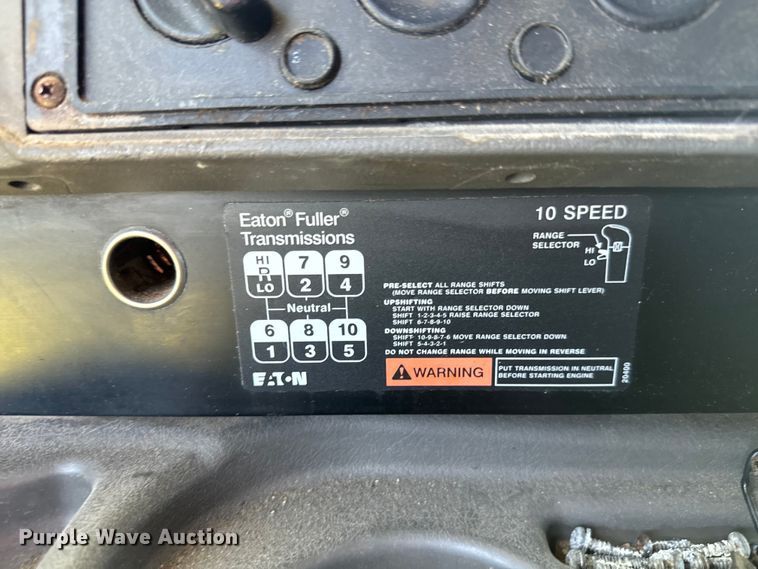 Eaton® Fuller®
Transmissions
10 SPEED
HI 7 9
R
LO 2 4
Neutral
6 8 10
1 3 5
EATON
RANGE
SELECTOR
HI
LO
PRE-SELECT ALL RANGE SHIFTS
(MOVE RANGE SELECTOR BEFORE MOVING SHIFT LEVER)
UPSHIFTING
START WITH RANGE SELECTOR DOWN
SHIFT 1-2-3-4-5 RAISE RANGE SELECTOR
SHIFT 6-7-8-9-10
DOWNSHIFTING
SHIFT 10-9-8-7-6 MOVE RANGE SELECTOR DOWN
SHIFT 5-4-3-2-1
DO NOT CHANGE RANGE WHILE MOVING IN REVERSE
WARNING
PUT TRANSMISSION IN NEUTRAL
BEFORE STARTING ENGINE
20400
Purple Wave Auction®